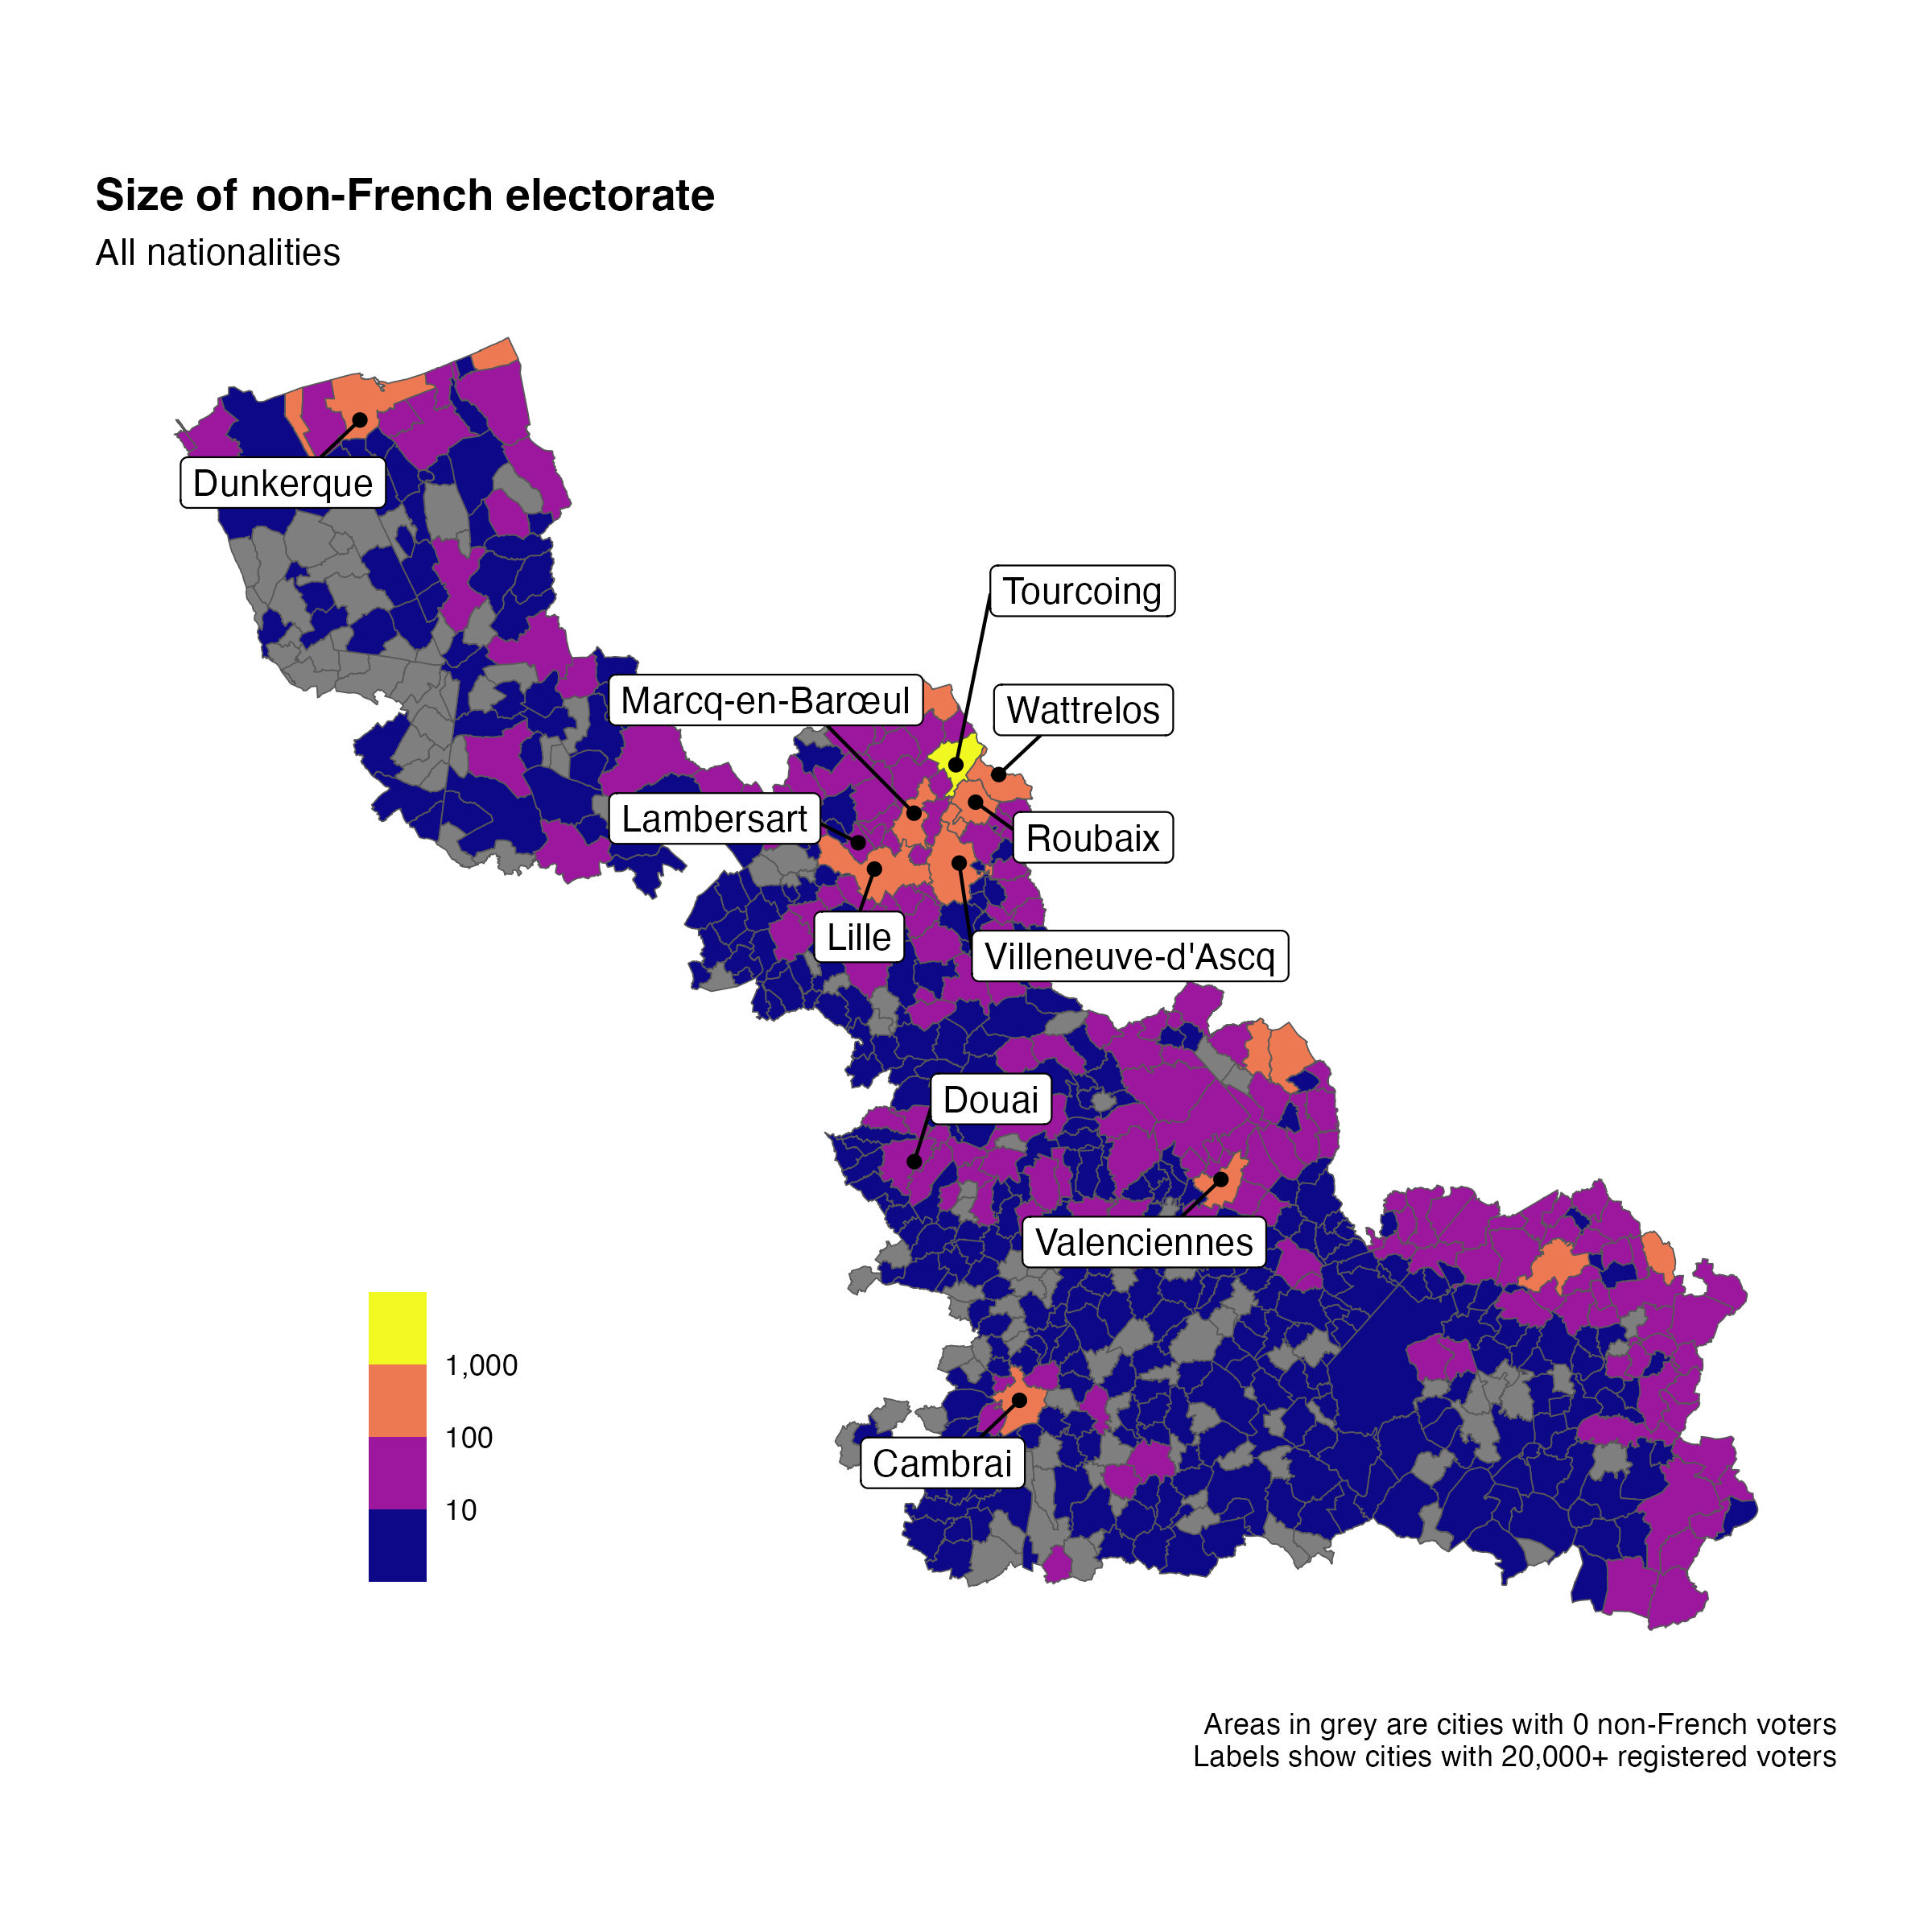 Size of non-French electorate
All nationalities
Dunkerque
Tourcoing
Marcq-en-Barœul
Wattrelos
Lambersart
Roubaix
Lille
Villeneuve-d'Ascq
Douai
Valenciennes
Cambrai
1,000
100
10
Areas in grey are cities with 0 non-French voters
Labels show cities with 20,000+ registered voters